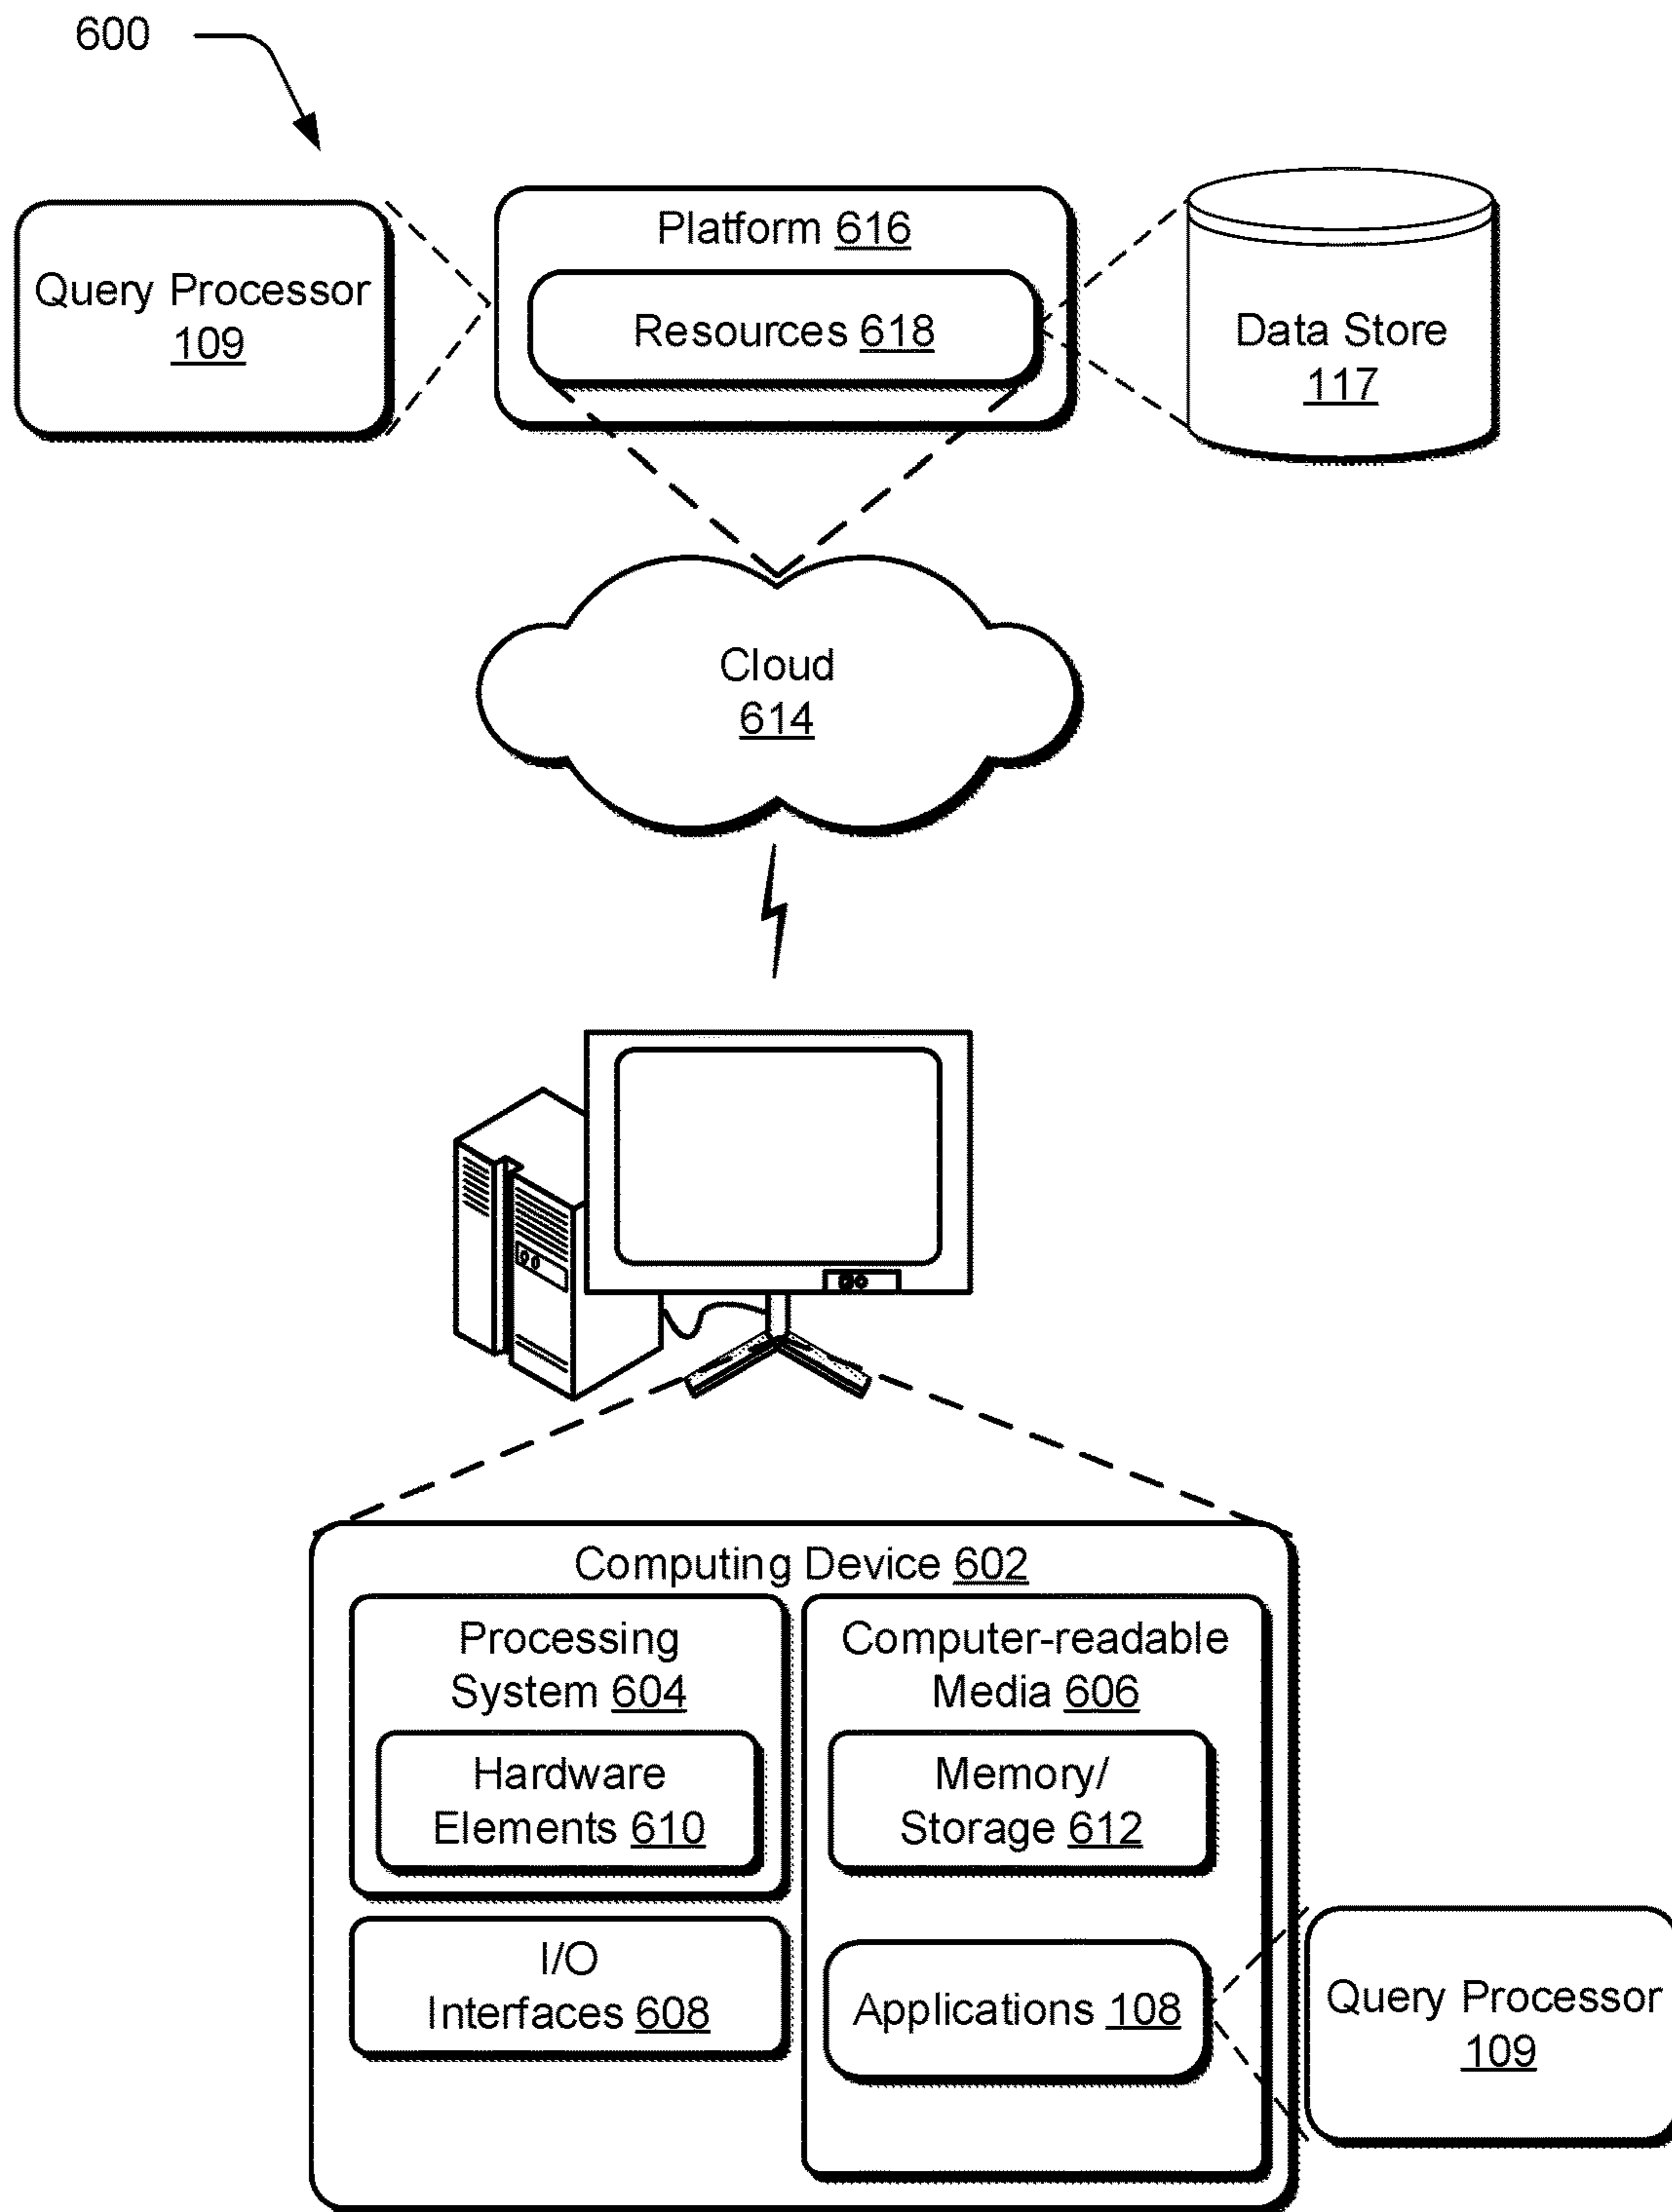 600
Query Processor
109
Platform 616
Resources 618
Data Store
117
Cloud
614
Computing Device 602
Processing
System 604
Hardware
Elements 610
I/O
Interfaces 608
Computer-readable
Media 606
Memory/
Storage 612
Applications 108
Query Processor
109